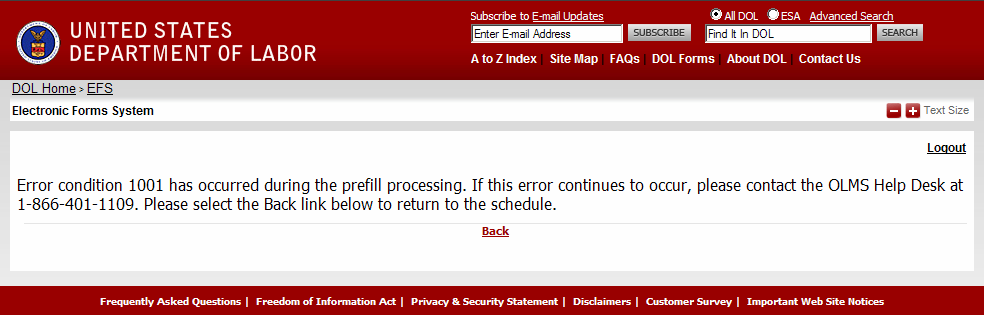 UNITED STATES
DEPARTMENT OF LABOR
Subscribe to E-mail Updates
Enter E-mail Address SUBSCRIBE
All DOL ESA Advanced Search
Find It In DOL SEARCH
A to Z Index | Site Map | FAQs | DOL Forms | About DOL | Contact Us
DOL Home > EFS
Electronic Forms System
Text Size
Logout
Error condition 1001 has occurred during the prefill processing. If this error continues to occur, please contact the OLMS Help Desk at
1-866-401-1109. Please select the Back link below to return to the schedule.
Back
Frequently Asked Questions | Freedom of Information Act | Privacy & Security Statement | Disclaimers | Customer Survey | Important Web Site Notices